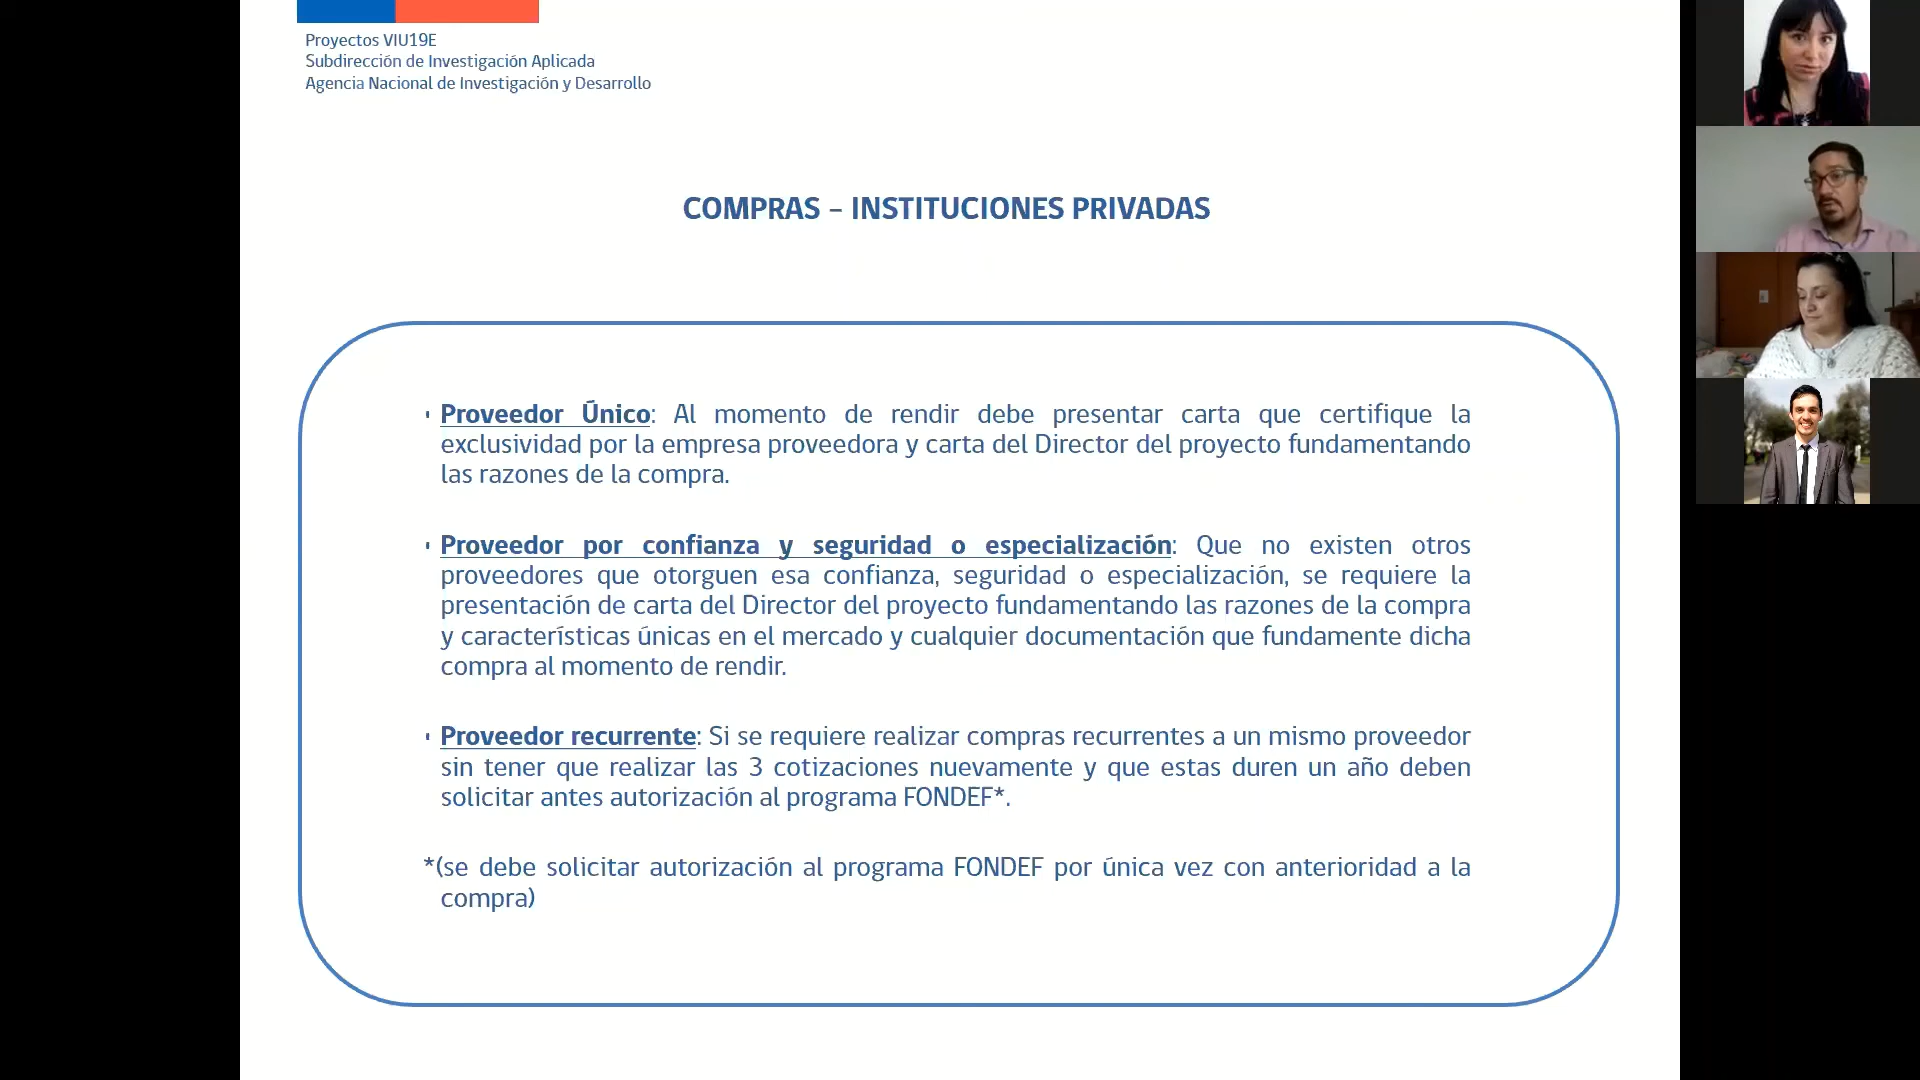 Proyectos VIU19E
Subdirección de Investigación Aplicada
Agencia Nacional de Investigación y Desarrollo
COMPRAS – INSTITUCIONES PRIVADAS
Proveedor Único: Al momento de rendir debe presentar carta que certifique la
exclusividad por la empresa proveedora y carta del Director del proyecto fundamentando
las razones de la compra.
Proveedor por confianza y seguridad o especialización: Que no existen otros
proveedores que otorguen esa confianza, seguridad o especialización, se requiere la
presentación de carta del Director del proyecto fundamentando las razones de la compra
y características únicas en el mercado y cualquier documentación que fundamente dicha
compra al momento de rendir.
Proveedor recurrente: Si se requiere realizar compras recurrentes a un mismo proveedor
sin tener que realizar las 3 cotizaciones nuevamente y que estas duren un año deben
solicitar antes autorización al programa FONDEF*.
*(se debe solicitar autorización al programa FONDEF por única vez con anterioridad a la
compra)